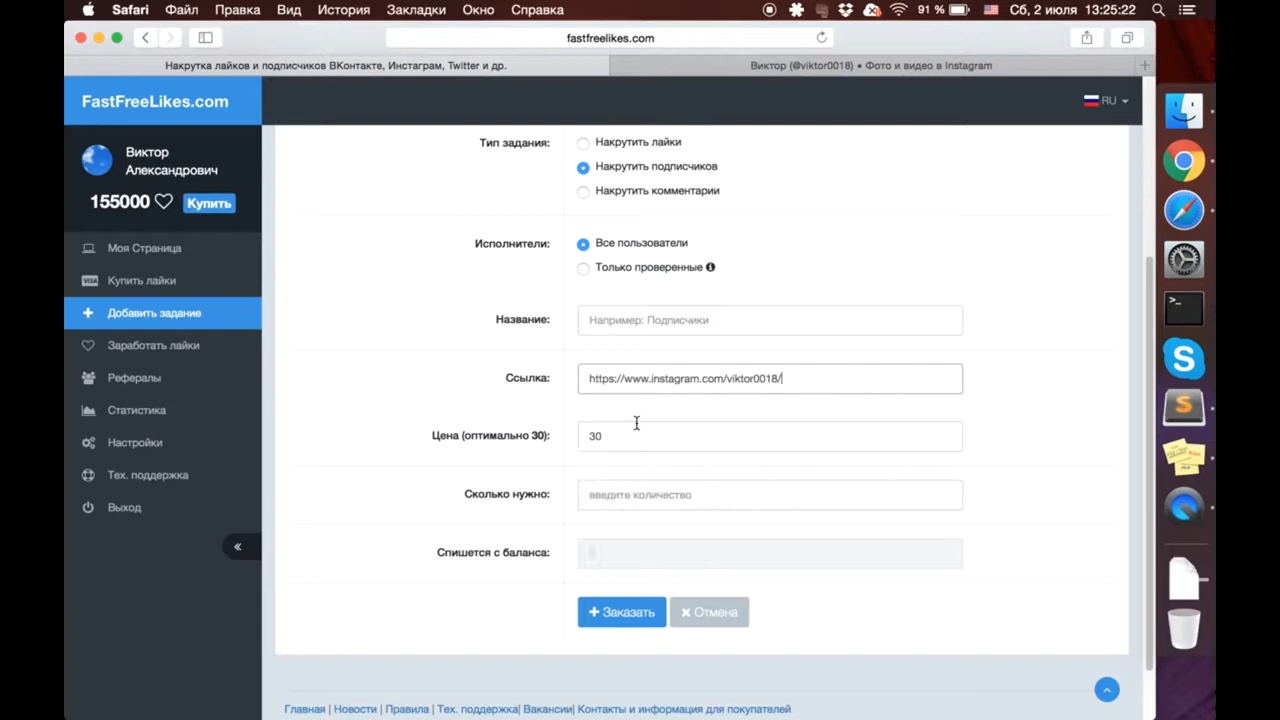 Safari Файл Правка Вид История Закладки Окно Справка 91 % Сб, 2 июля 13:25:22
fastfreelikes.com
Накрутка лайков и подписчиков ВКонтакте, Инстаграм, Twitter и др. Виктор (@viktor0018) • Фото и видео в Instagram
FastFreeLikes.com RU
Виктор
Александрович
155000 Купить
Моя Страница
VISA Купить лайки
Добавить задание
Заработать лайки
Рефералы
Статистика
Настройки
Тех. поддержка
Выход
Тип задания: Накрутить лайки
Накрутить подписчиков
Накрутить комментарии
Исполнители: Все пользователи
Только проверенные
Название: Например: Подписчики
Ссылка: https://www.instagram.com/viktor0018/
Цена (оптимально 30): 30
Сколько нужно: введите количество
Спишется с баланса:
+ Заказать × Отмена
Главная | Новости | Правила | Тех. поддержка| Вакансии| Контакты и информация для покупателей